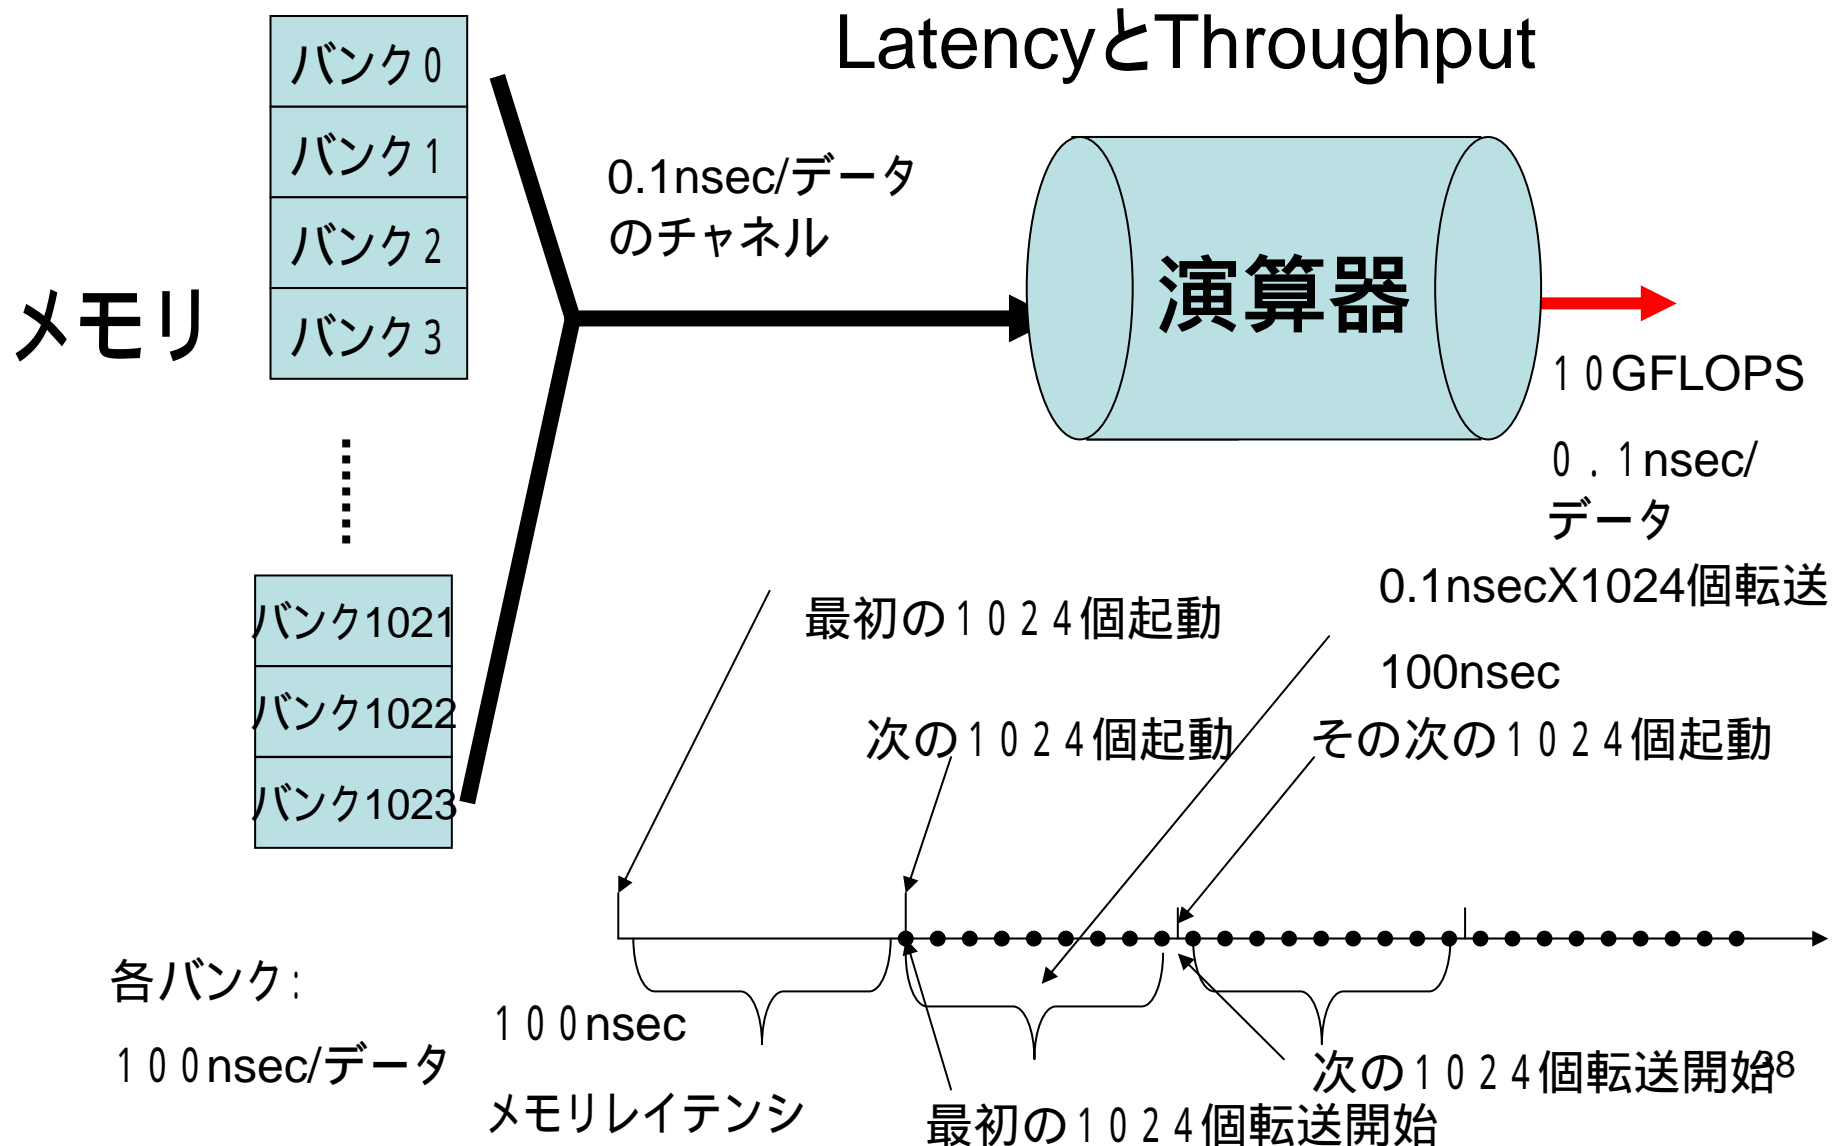 LatencyとThroughput
メモリ
バンク0
バンク1
バンク2
バンク3
バンク1021
バンク1022
バンク1023
0.1nsec/データ
のチャネル
演算器
10GFLOPS
0.1nsec/
データ
0.1nsecX1024個転送
100nsec
最初の1024個起動
次の1024個起動
その次の1024個起動
各バンク:
100nsec/データ
100nsec
メモリレイテンシ
最初の1024個転送開始
次の1024個転送開始
38